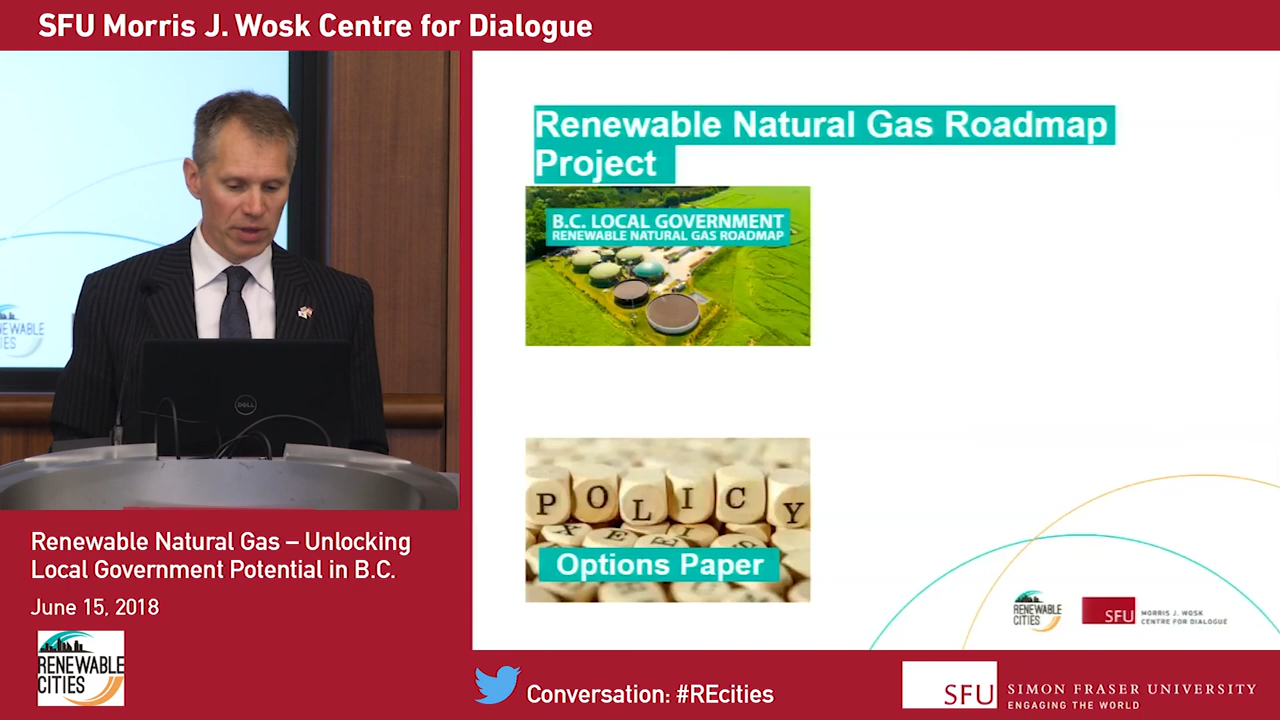 SFU Morris J. Wosk Centre for Dialogue
Renewable Natural Gas Roadmap
Project
B.C. LOCAL GOVERNMENT
RENEWABLE NATURAL GAS ROADMAP
POLICY
Options Paper
DELL
RENEWABLE
CITIES
SFU
MORRIS J. WOSK
CENTRE FOR DIALOGUE
Renewable Natural Gas – Unlocking
Local Government Potential in B.C.
June 15, 2018
RENEWABLE
CITIES
Conversation: #REcities
SFU
SIMON FRASER UNIVERSITY
ENGAGING THE WORLD